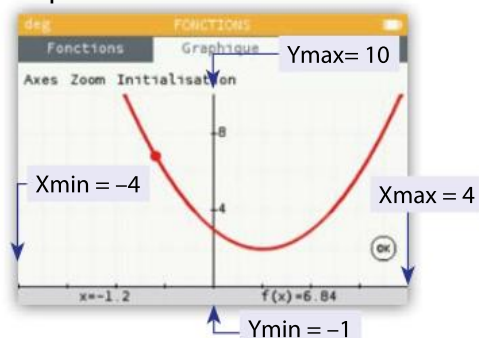 deg FONCTIONS
Fonctions Graphique
Ymax= 10
Axes Zoom Initialisation
8
Xmin = –4
Xmax = 4
4
OK
x=-1.2 f(x)=6.84
Ymin = –1